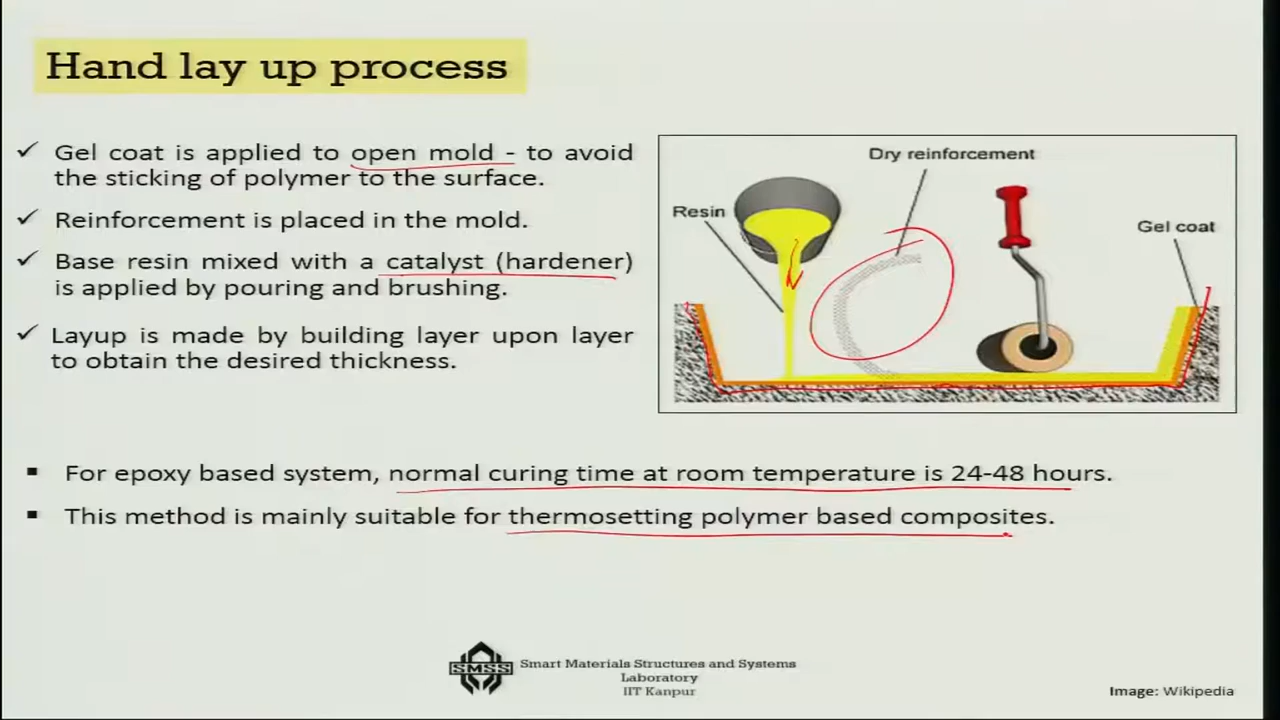 Hand lay up process
✓ Gel coat is applied to open mold - to avoid
the sticking of polymer to the surface.
✓ Reinforcement is placed in the mold.
✓ Base resin mixed with a catalyst (hardener)
is applied by pouring and brushing.
✓ Layup is made by building layer upon layer
to obtain the desired thickness.
Dry reinforcement
Resin
Gel coat
▪ For epoxy based system, normal curing time at room temperature is 24-48 hours.
▪ This method is mainly suitable for thermosetting polymer based composites.
SMSS
Smart Materials Structures and Systems
Laboratory
IIT Kanpur
Image: Wikipedia